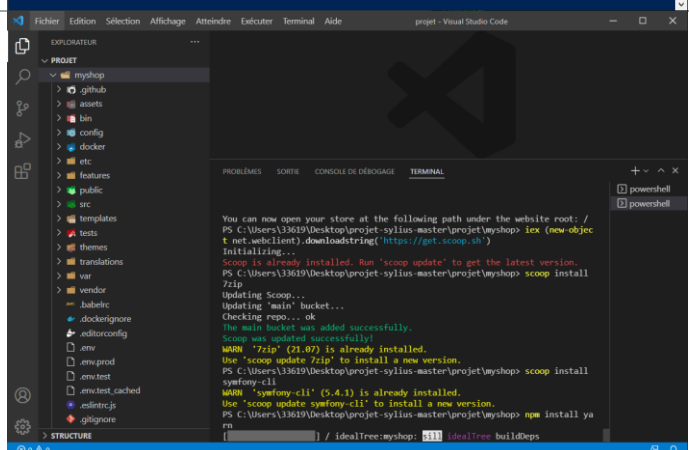 Fichier Edition Sélection Affichage Atteindre Exécuter Terminal Aide projet - Visual Studio Code
EXPLORATEUR
PROJET
myshop
.github
assets
bin
config
docker
etc
features
public
src
templates
tests
themes
translations
var
vendor
.babelrc
.dockerignore
.editorconfig
.env
.env.prod
.env.test
.env.test_cached
.eslintrc.js
.gitignore
STRUCTURE
PROBLÈMES SORTIE CONSOLE DE DÉBOGAGE TERMINAL
powershell
powershell
You can now open your store at the following path under the website root: /
PS C:\Users\33619\Desktop\projet-sylius-master\projet\myshop> iex (new-objec
t net.webclient).downloadstring('https://get.scoop.sh')
Initializing...
Scoop is already installed. Run 'scoop update' to get the latest version.
PS C:\Users\33619\Desktop\projet-sylius-master\projet\myshop> scoop install
7zip
Updating Scoop...
Updating 'main' bucket...
Checking repo... ok
The main bucket was added successfully.
Scoop was updated successfully!
WARN '7zip' (21.07) is already installed.
Use 'scoop update 7zip' to install a new version.
PS C:\Users\33619\Desktop\projet-sylius-master\projet\myshop> scoop install
symfony-cli
WARN 'symfony-cli' (5.4.1) is already installed.
Use 'scoop update symfony-cli' to install a new version.
PS C:\Users\33619\Desktop\projet-sylius-master\projet\myshop> npm install ya
rn
[ ] / idealTree:myshop: sill idealTree buildDeps